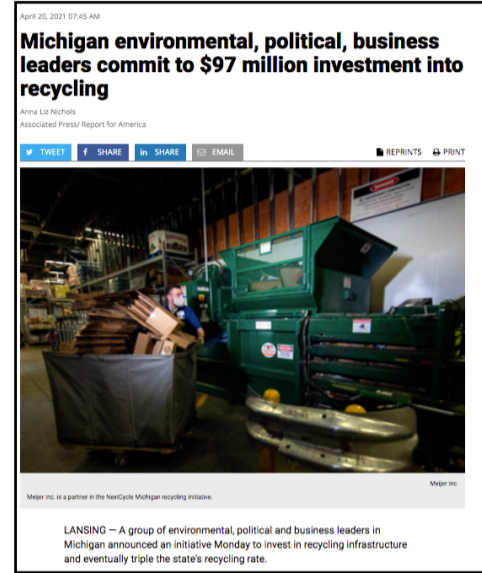 April 20, 2021 07:45 AM
Michigan environmental, political, business
leaders commit to $97 million investment into
recycling
Anna Liz Nichols
Associated Press/ Report for America
TWEET SHARE SHARE EMAIL REPRINTS PRINT
DANGER
Meijer Inc.
Meijer Inc. is a partner in the NextCycle Michigan recycling initiative.
LANSING — A group of environmental, political and business leaders in
Michigan announced an initiative Monday to invest in recycling infrastructure
and eventually triple the state's recycling rate.